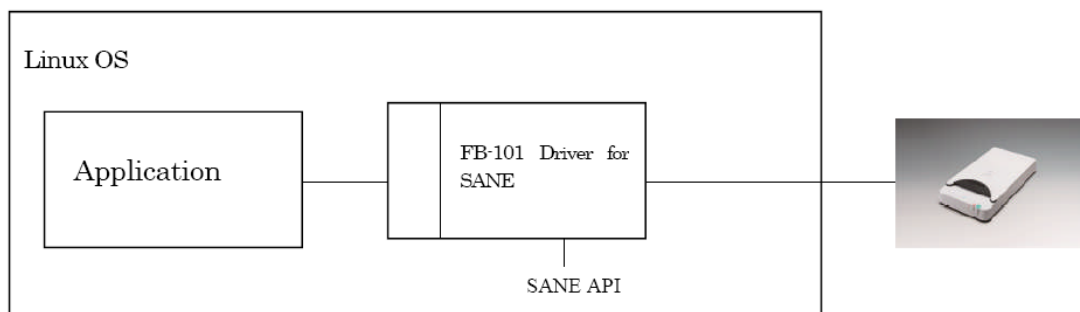 Linux OS
Application
FB-101 Driver for
SANE
SANE API